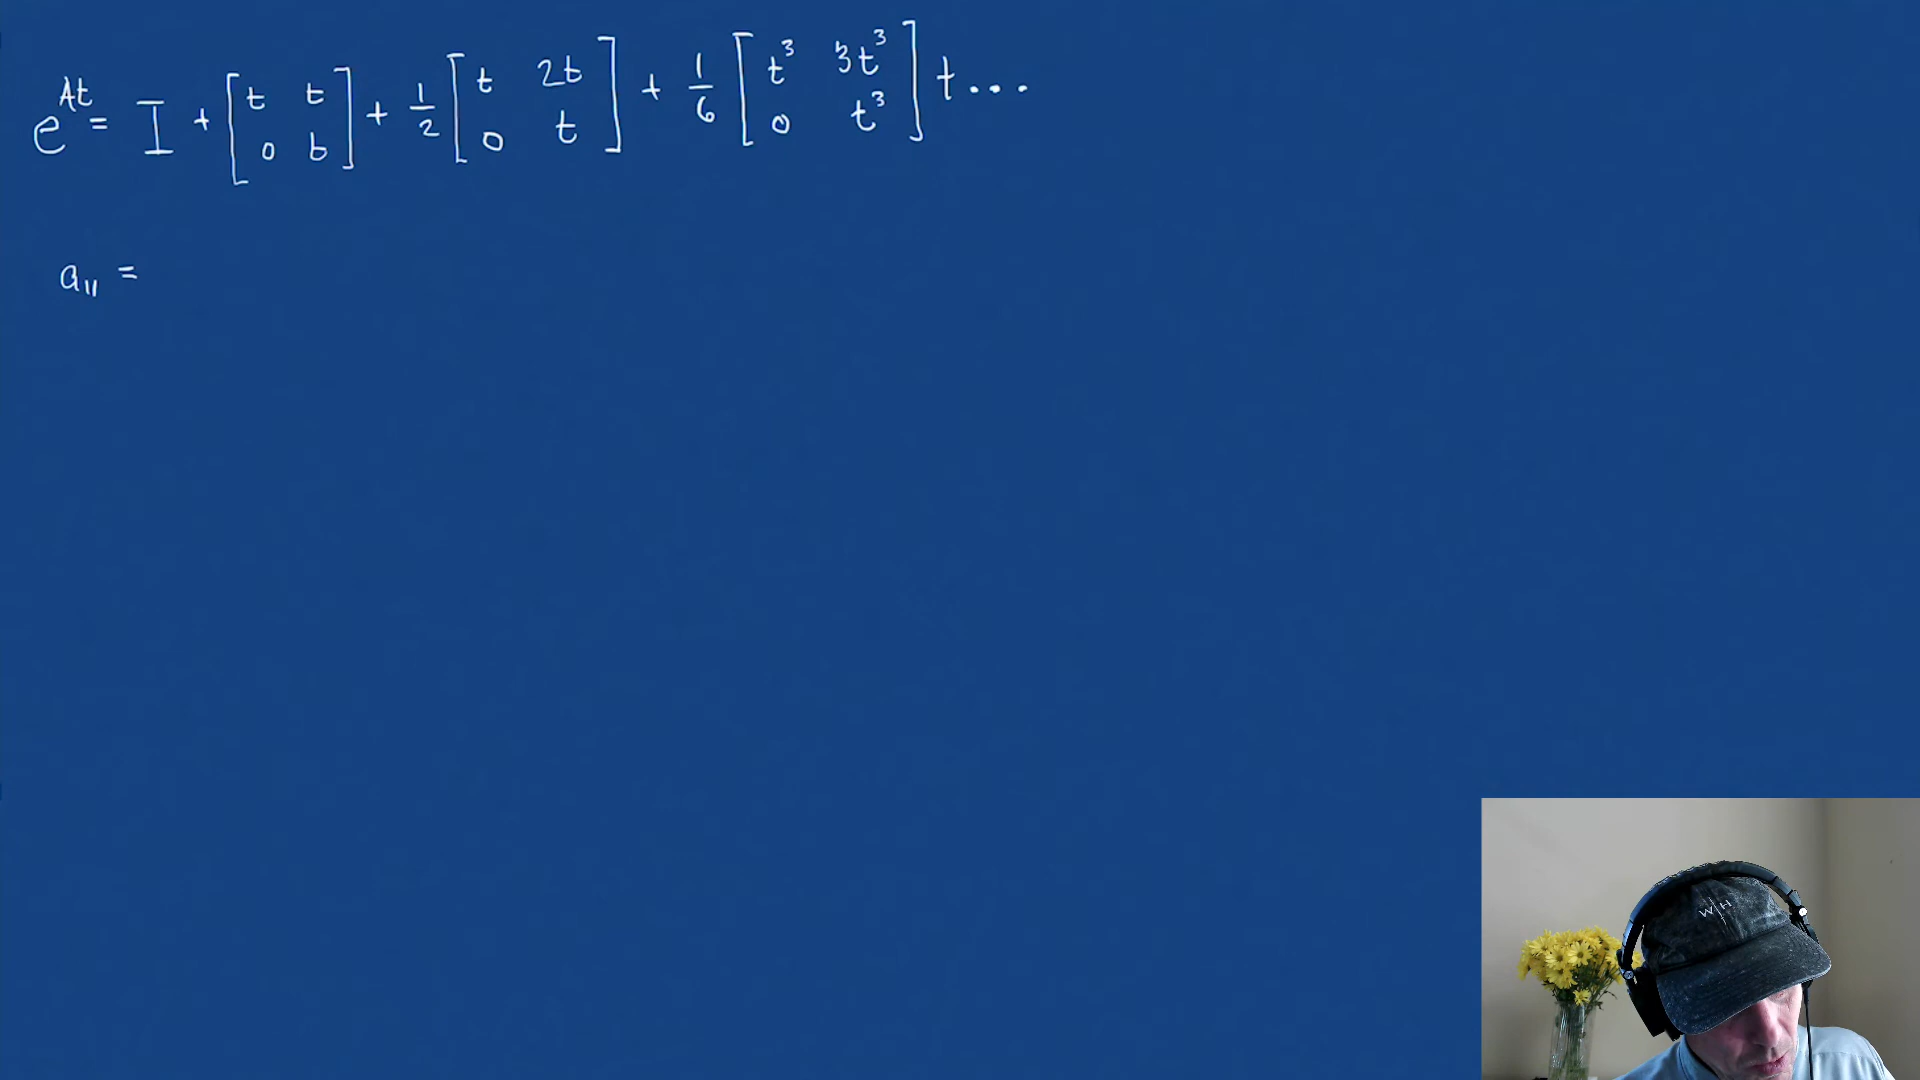 e^{At} = I + [t t; 0 t] + 1/2 [t 2t; 0 t] + 1/6 [t³ 3t³; 0 t³] + ...
a₁₁ =
W|H